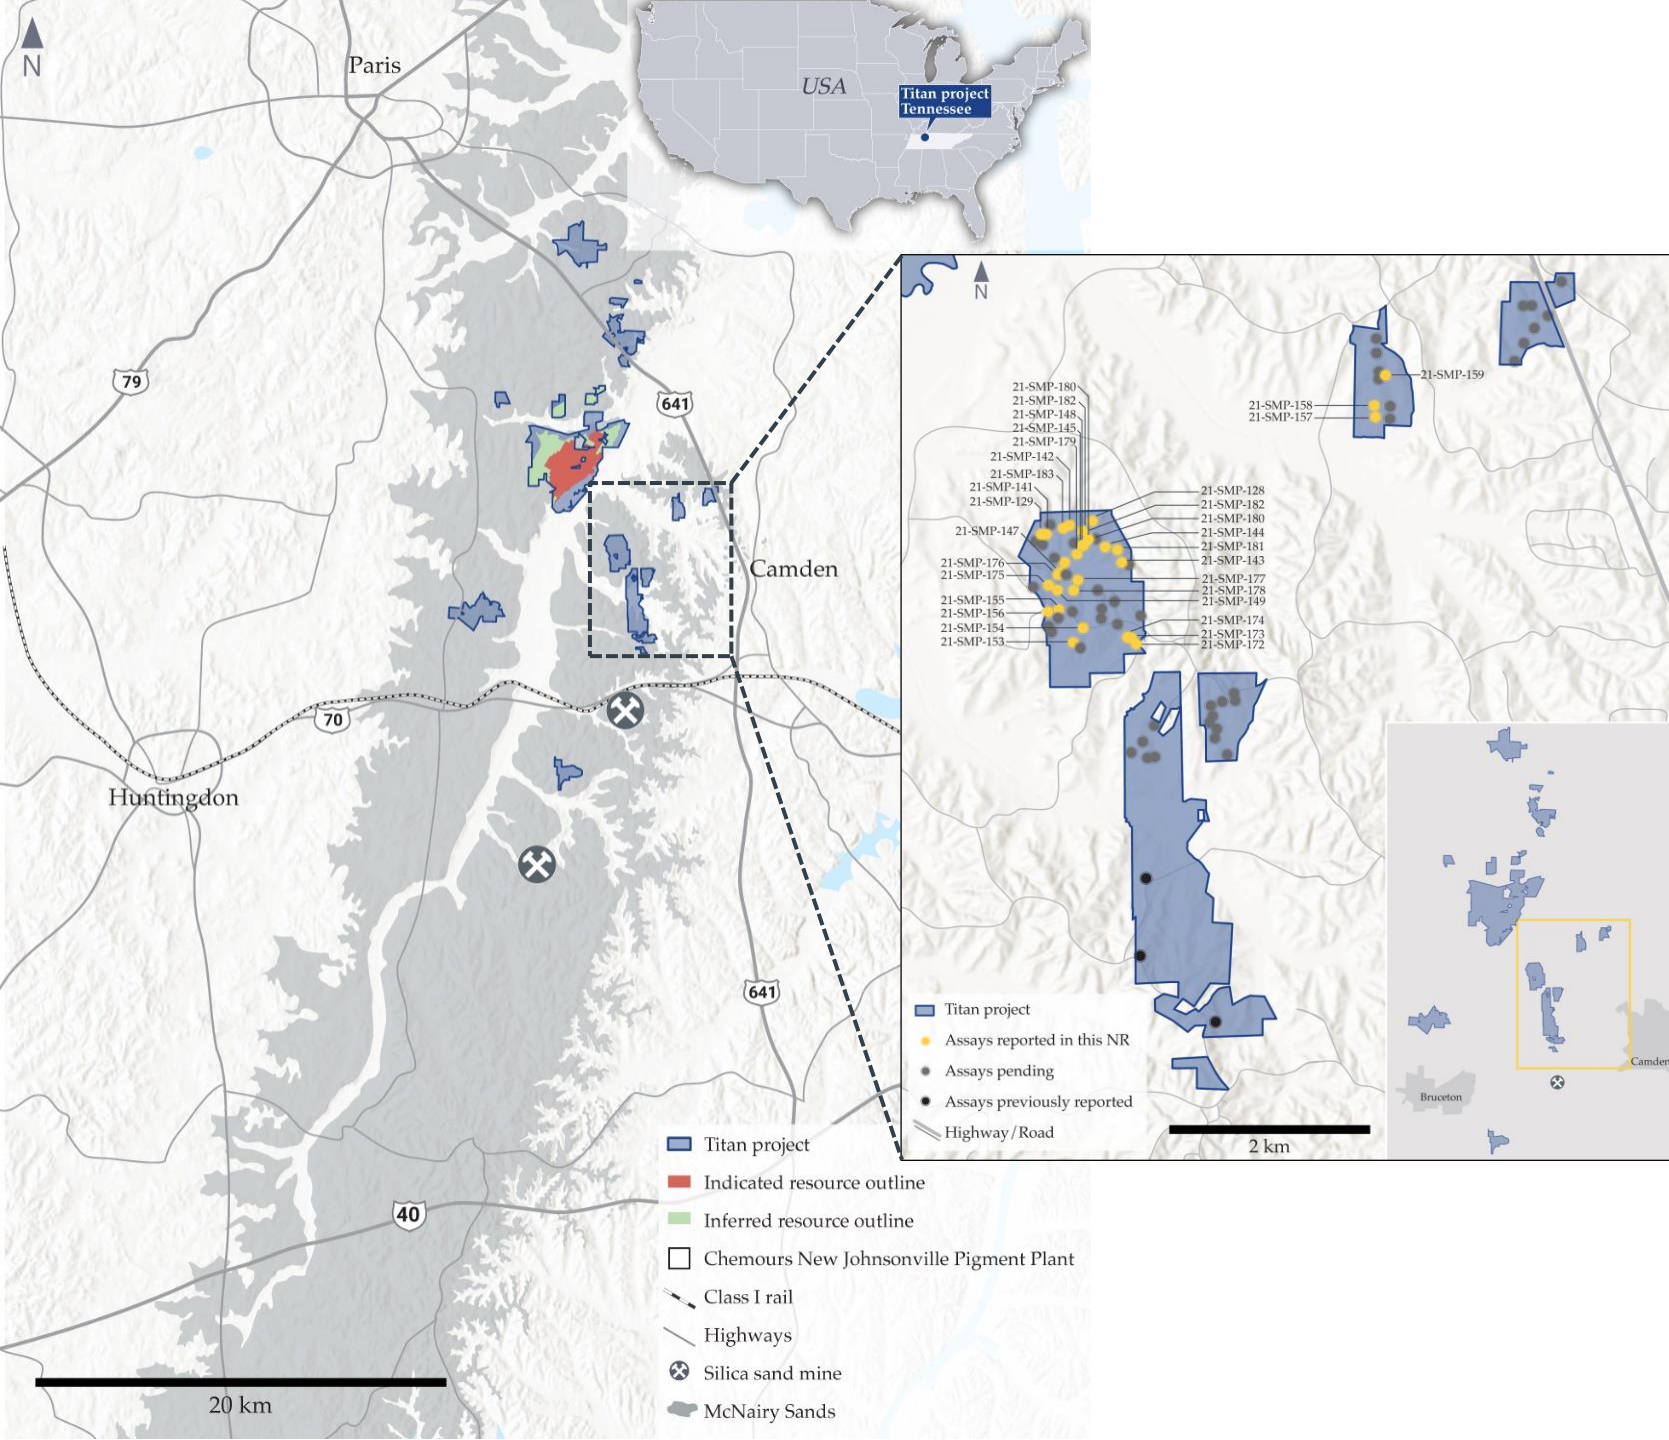 N
Paris
USA
Titan project
Tennessee
79
641
Camden
70
Huntingdon
641
40
20 km
Titan project
Indicated resource outline
Inferred resource outline
Chemours New Johnsonville Pigment Plant
Class I rail
Highways
Silica sand mine
McNairy Sands
N
21-SMP-159
21-SMP-158
21-SMP-157
21-SMP-180
21-SMP-182
21-SMP-148
21-SMP-145
21-SMP-179
21-SMP-142
21-SMP-183
21-SMP-141
21-SMP-129
21-SMP-147
21-SMP-176
21-SMP-175
21-SMP-155
21-SMP-156
21-SMP-154
21-SMP-153
21-SMP-128
21-SMP-182
21-SMP-180
21-SMP-144
21-SMP-181
21-SMP-143
21-SMP-177
21-SMP-178
21-SMP-149
21-SMP-174
21-SMP-173
21-SMP-172
Titan project
Assays reported in this NR
Assays pending
Assays previously reported
Highway/Road
2 km
Camden
Bruceton